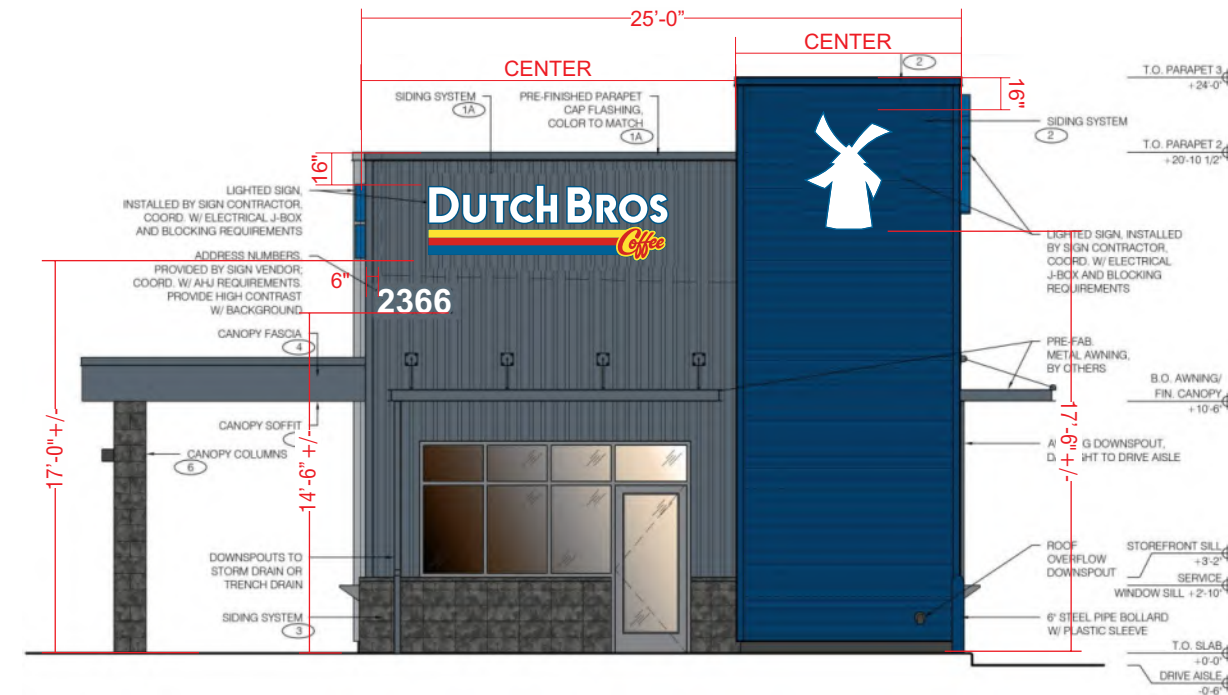 25’-0”
CENTER
CENTER
2
16"
SIDING SYSTEM
1A
PRE-FINISHED PARAPET
CAP FLASHING,
COLOR TO MATCH
1A
T.O. PARAPET 3
+24'-0"
SIDING SYSTEM
2
T.O. PARAPET 2
+20'-10 1/2"
16"
LIGHTED SIGN,
INSTALLED BY SIGN CONTRACTOR,
COORD. W/ ELECTRICAL J-BOX
AND BLOCKING REQUIREMENTS
DUTCH BROS
Coffee
ADDRESS NUMBERS,
PROVIDED BY SIGN VENDOR;
COORD. W/ AHJ REQUIREMENTS.
PROVIDE HIGH CONTRAST
W/ BACKGROUND
6"
2366
LIGHTED SIGN, INSTALLED
BY SIGN CONTRACTOR,
COORD. W/ ELECTRICAL
J-BOX AND BLOCKING
REQUIREMENTS
CANOPY FASCIA
4
PRE-FAB.
METAL AWNING,
BY OTHERS
B.O. AWNING/
FIN. CANOPY
+10'-6"
CANOPY SOFFIT
CANOPY COLUMNS
6
17’-0" +/-
14’-6” +/-
17’-6” +/-
DOWNSPOUT,
TO DRIVE AISLE
DOWNSPOUTS TO
STORM DRAIN OR
TRENCH DRAIN
SIDING SYSTEM
3
ROOF
OVERFLOW
DOWNSPOUT
STOREFRONT SILL
+3'-2"
SERVICE
WINDOW SILL +2'-10"
6" STEEL PIPE BOLLARD
W/ PLASTIC SLEEVE
T.O. SLAB
+0'-0"
DRIVE AISLE
-0'-6"